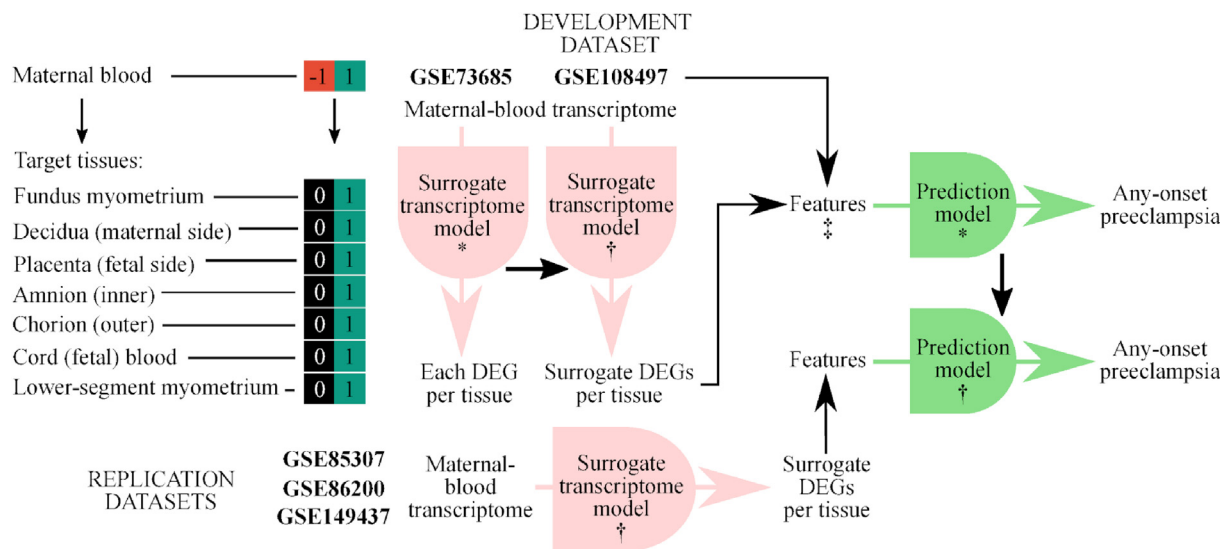 DEVELOPMENT
DATASET
Maternal blood
-1 1
GSE73685
GSE108497
Maternal-blood transcriptome
Target tissues:
Fundus myometrium
0 1
Decidua (maternal side)
0 1
Placenta (fetal side)
0 1
Amnion (inner)
0 1
Chorion (outer)
0 1
Cord (fetal) blood
0 1
Lower-segment myometrium
0 1
Surrogate
transcriptome
model
*
Surrogate
transcriptome
model
†
Each DEG
per tissue
Surrogate DEGs
per tissue
Features
‡
Prediction
model
*
Any-onset
preeclampsia
Features
Prediction
model
†
Any-onset
preeclampsia
REPLICATION
DATASETS
GSE85307
GSE86200
GSE149437
Maternal-
blood
transcriptome
Surrogate
transcriptome
model
†
Surrogate
DEGs
per tissue